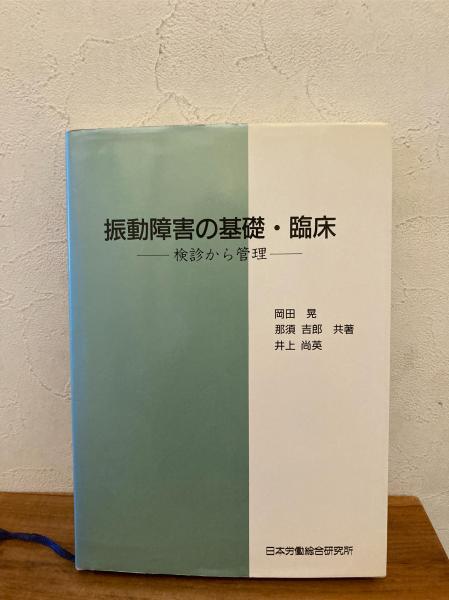 振動障害の基礎・臨床
―検診から管理―
岡田 晃
那須 吉郎 共著
井上 尚英
日本労働総合研究所